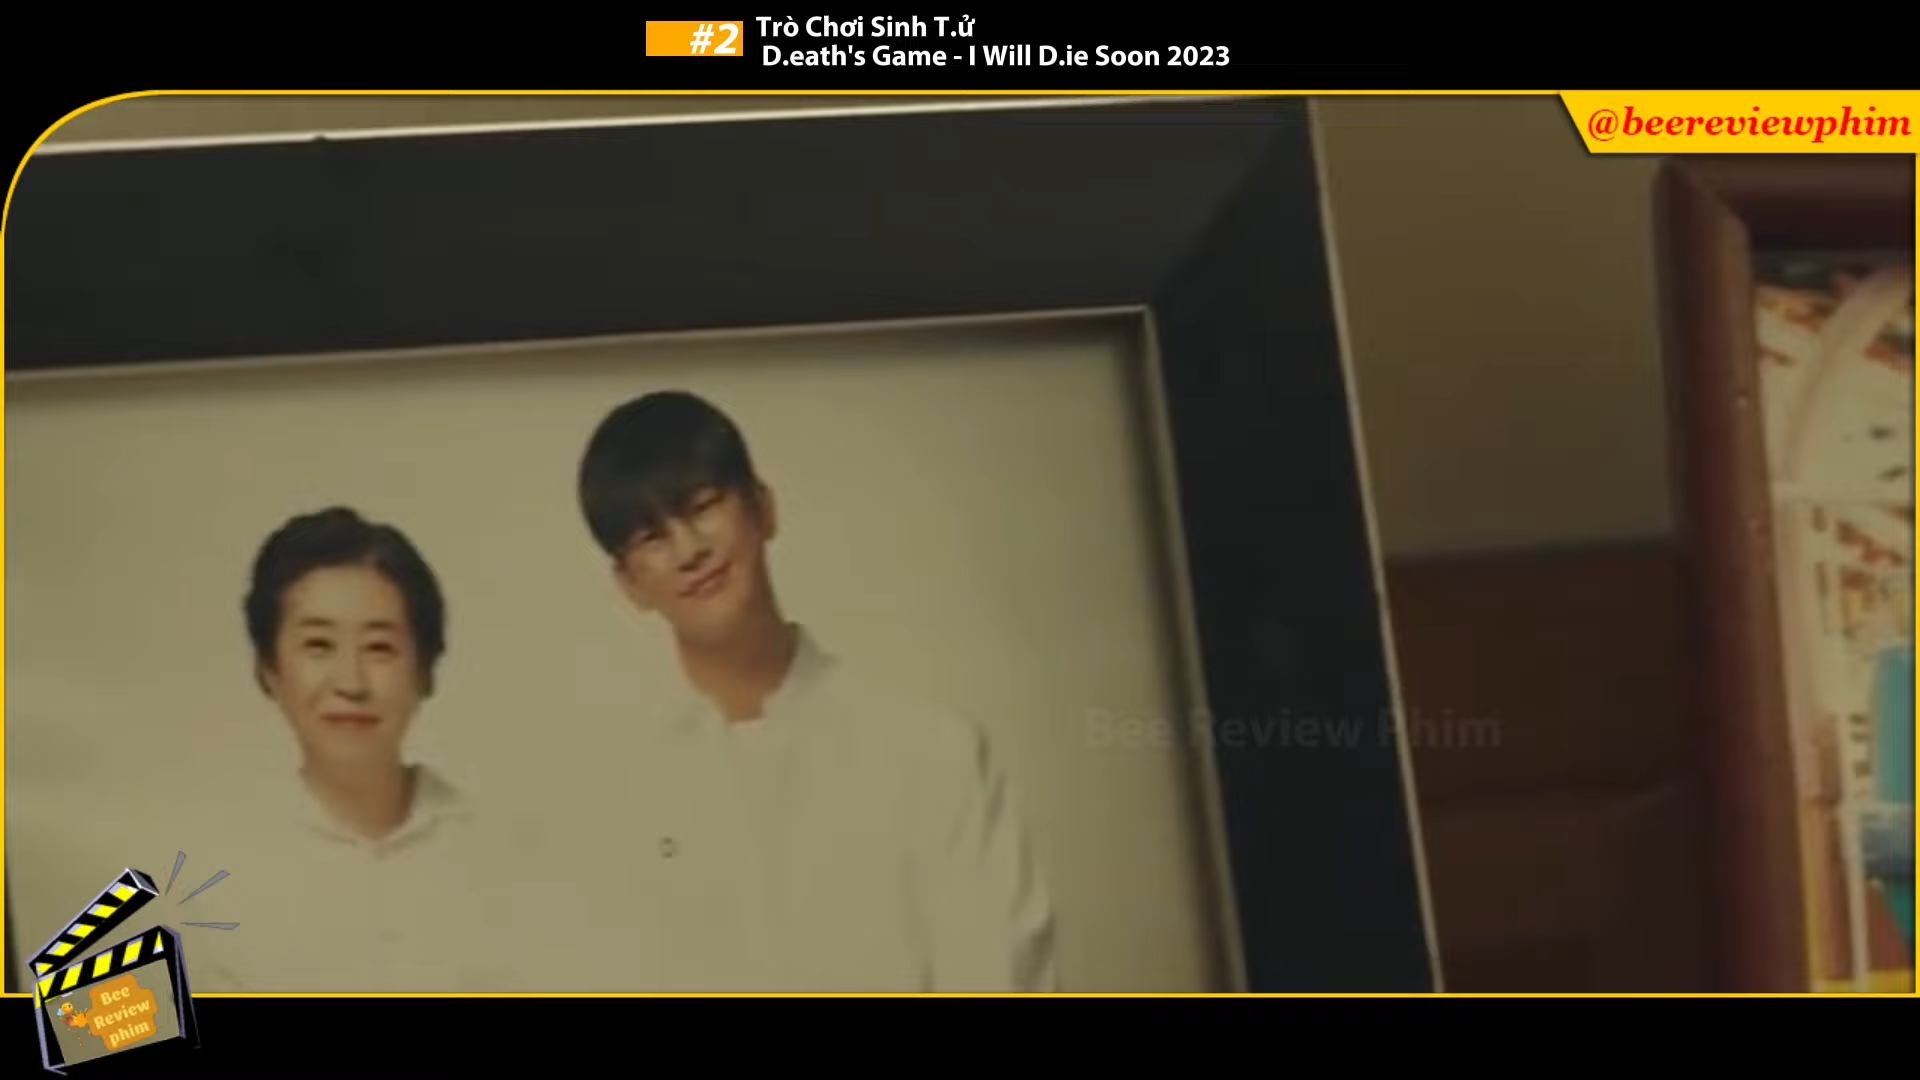 #2
Trò Chơi Sinh T.ử
D.eath's Game - I Will D.ie Soon 2023
@beereviewphim
Bee Review Phim
Bee
Review
phim